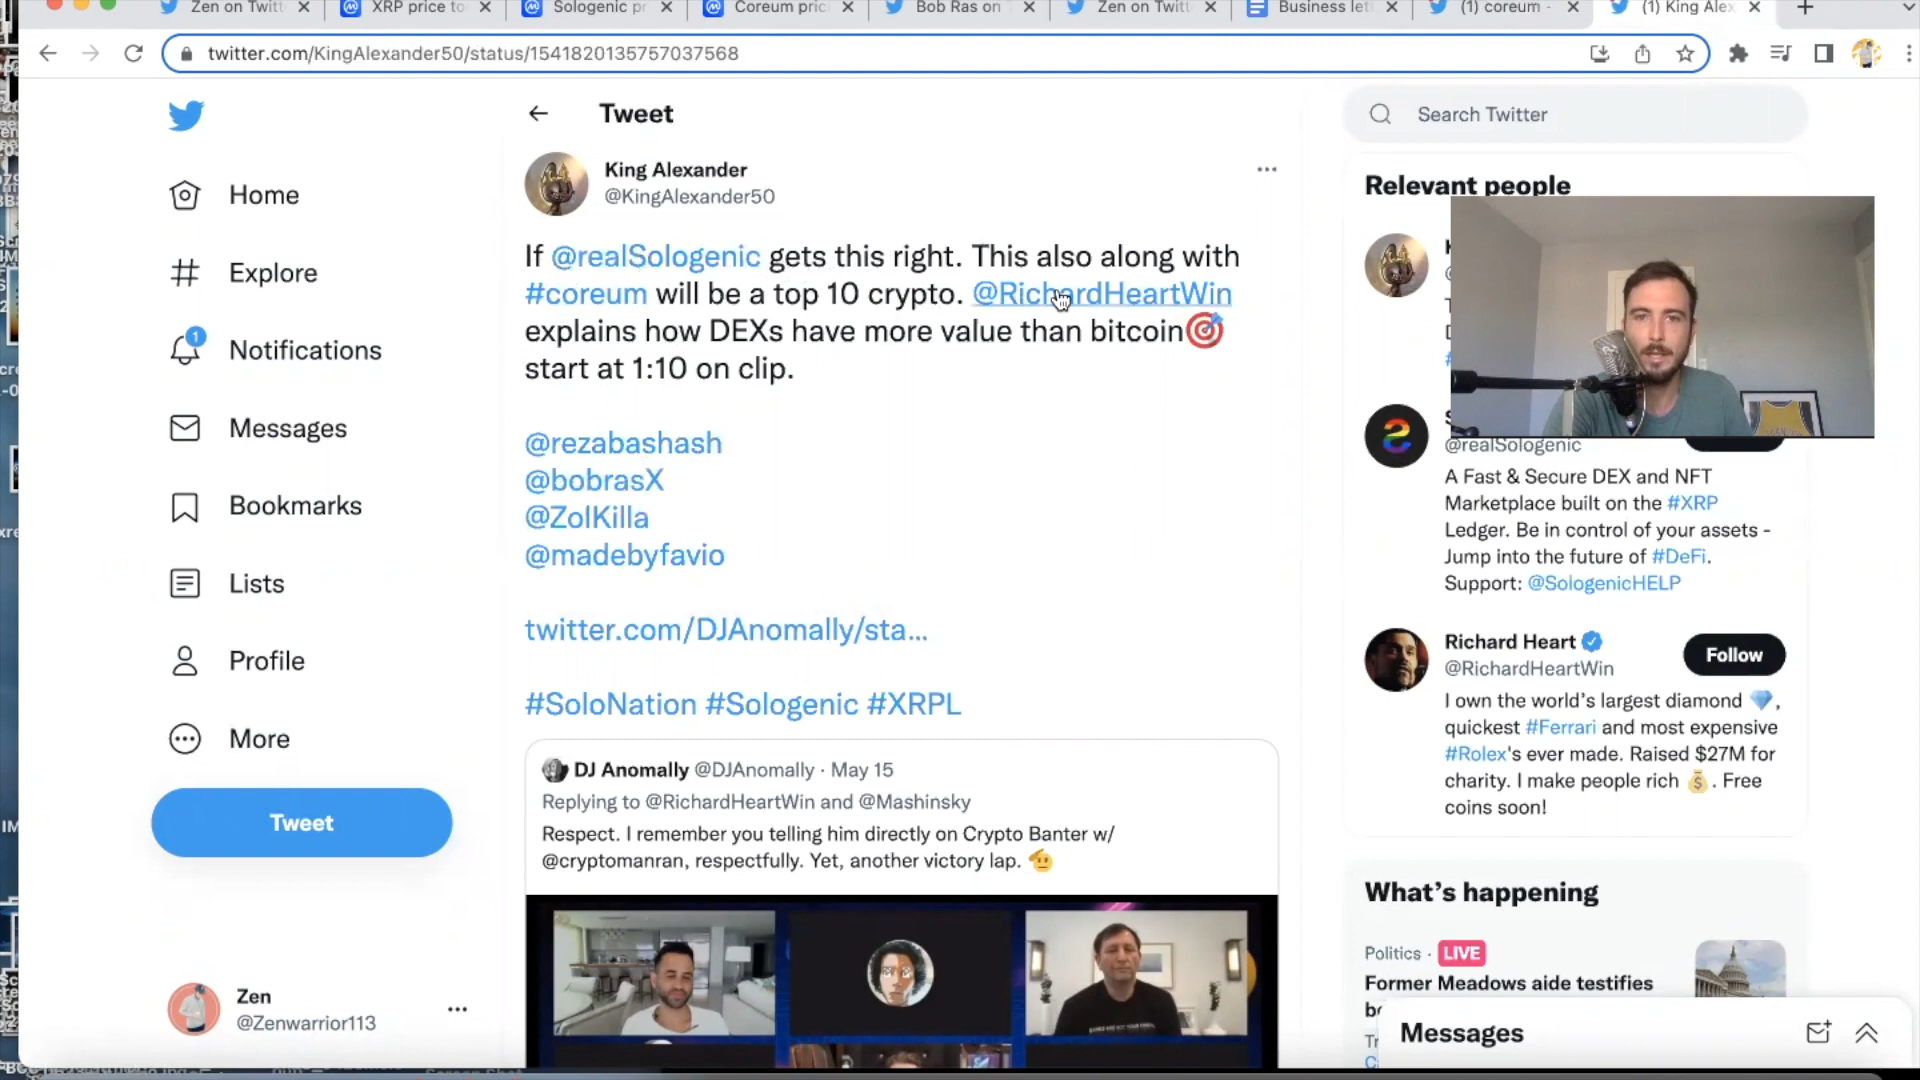 Zen on Twitt
XRP price to
Sologenic pr
Coreum pric
Bob Ras on
Zen on Twitt
Business let
(1) coreum -
(1) King Alex
twitter.com/KingAlexander50/status/1541820135757037568
Home
Explore
1
Notifications
Messages
Bookmarks
Lists
Profile
More
Tweet
Zen
@Zenwarrior113
Tweet
King Alexander
@KingAlexander50
If @realSologenic gets this right. This also along with
#coreum will be a top 10 crypto. @RichardHeartWin
explains how DEXs have more value than bitcoin🎯
start at 1:10 on clip.
@rezabashash
@bobrasX
@ZolKilla
@madebyfavio
twitter.com/DJAnomally/sta...
#SoloNation #Sologenic #XRPL
DJ Anomally @DJAnomally · May 15
Replying to @RichardHeartWin and @Mashinsky
Respect. I remember you telling him directly on Crypto Banter w/
@cryptomanran, respectfully. Yet, another victory lap. 🫡
Search Twitter
Relevant people
@realSologenic
A Fast & Secure DEX and NFT
Marketplace built on the #XRP
Ledger. Be in control of your assets -
Jump into the future of #DeFi.
Support: @SologenicHELP
Richard Heart
@RichardHeartWin
Follow
I own the world's largest diamond 💎,
quickest #Ferrari and most expensive
#Rolex's ever made. Raised $27M for
charity. I make people rich 💰. Free
coins soon!
What's happening
Politics · LIVE
Former Meadows aide testifies
Messages